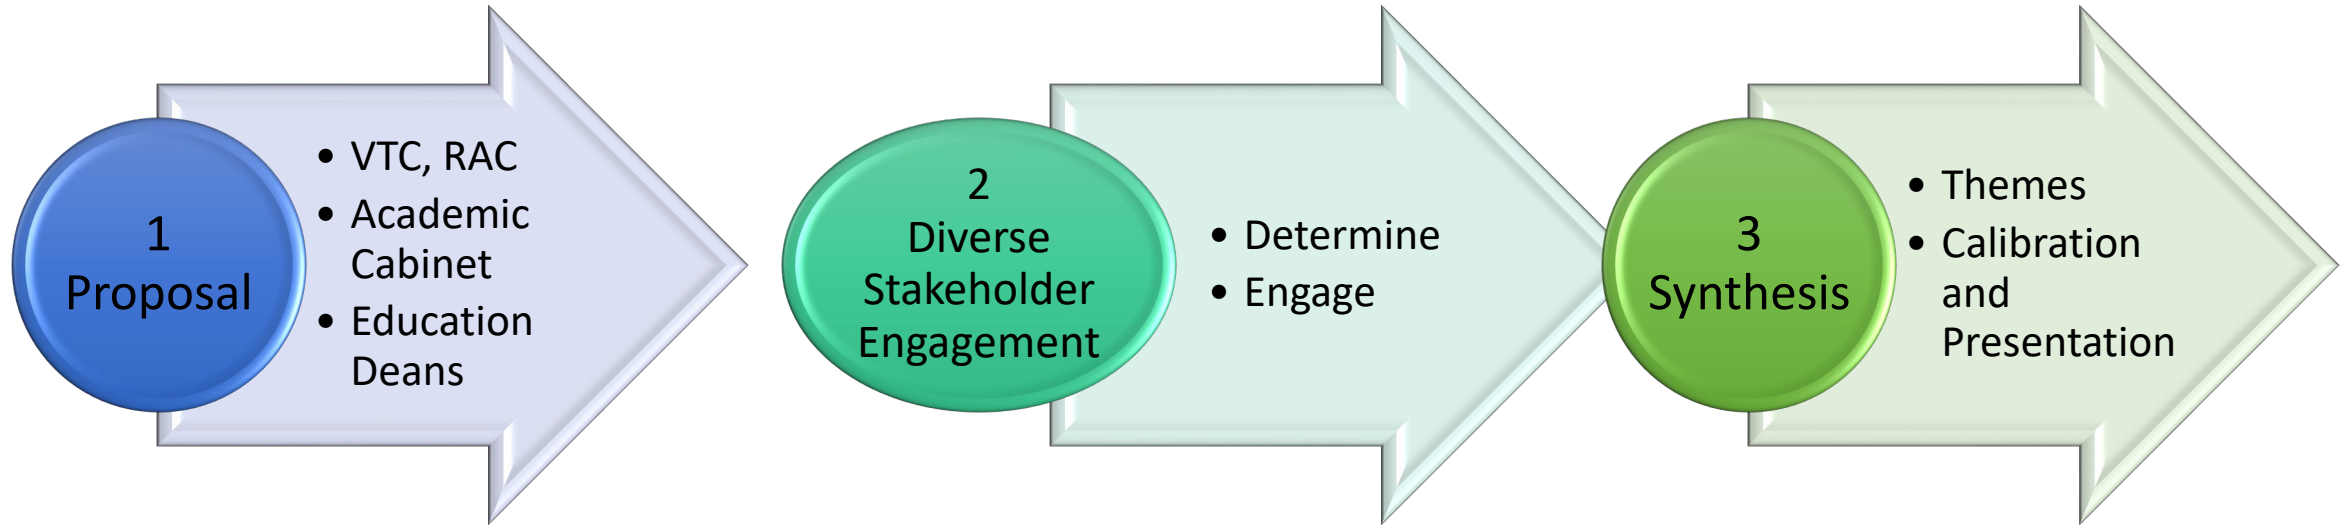 1
Proposal
• VTC, RAC
• Academic
Cabinet
• Education
Deans
2
Diverse
Stakeholder
Engagement
• Determine
• Engage
3
Synthesis
• Themes
• Calibration
and
Presentation